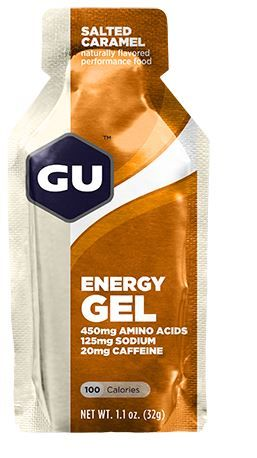 SALTED
CARAMEL
naturally flavored
performance food
GU™
ENERGY
GEL
450mg AMINO ACIDS
125mg SODIUM
20mg CAFFEINE
100 Calories
NET WT. 1.1 oz. (32g)